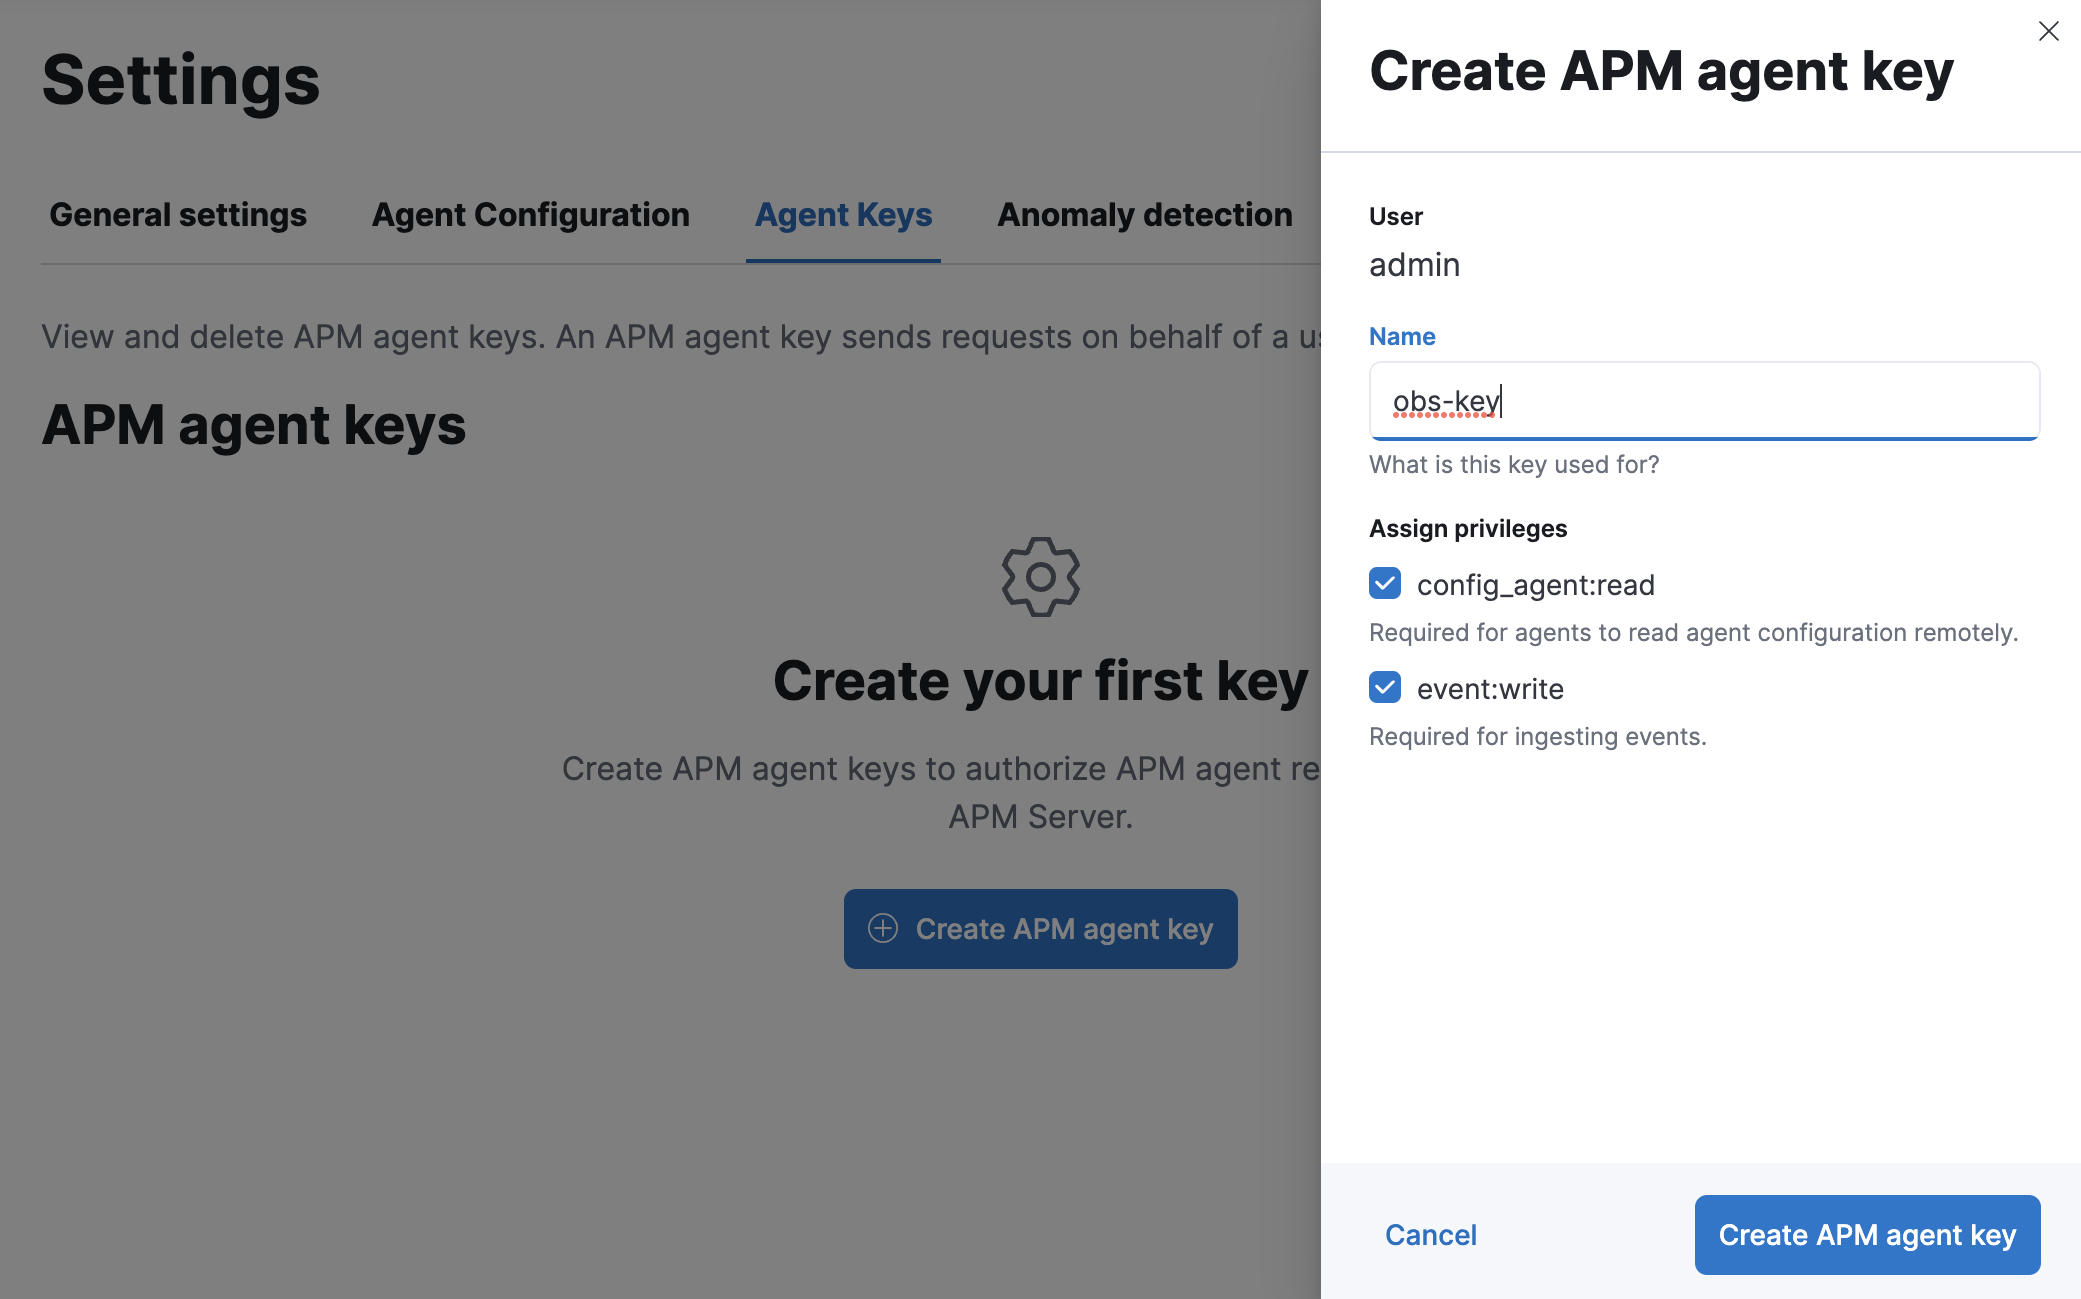 Settings
General settings
Agent Configuration
Agent Keys
Anomaly detection
View and delete APM agent keys. An APM agent key sends requests on behalf of a
APM agent keys
Create your first key
Create APM agent keys to authorize APM agent
APM Server.
Create APM agent key
Create APM agent key
User
admin
Name
obs-key
What is this key used for?
Assign privileges
config_agent:read
Required for agents to read agent configuration remotely.
event:write
Required for ingesting events.
Cancel
Create APM agent key